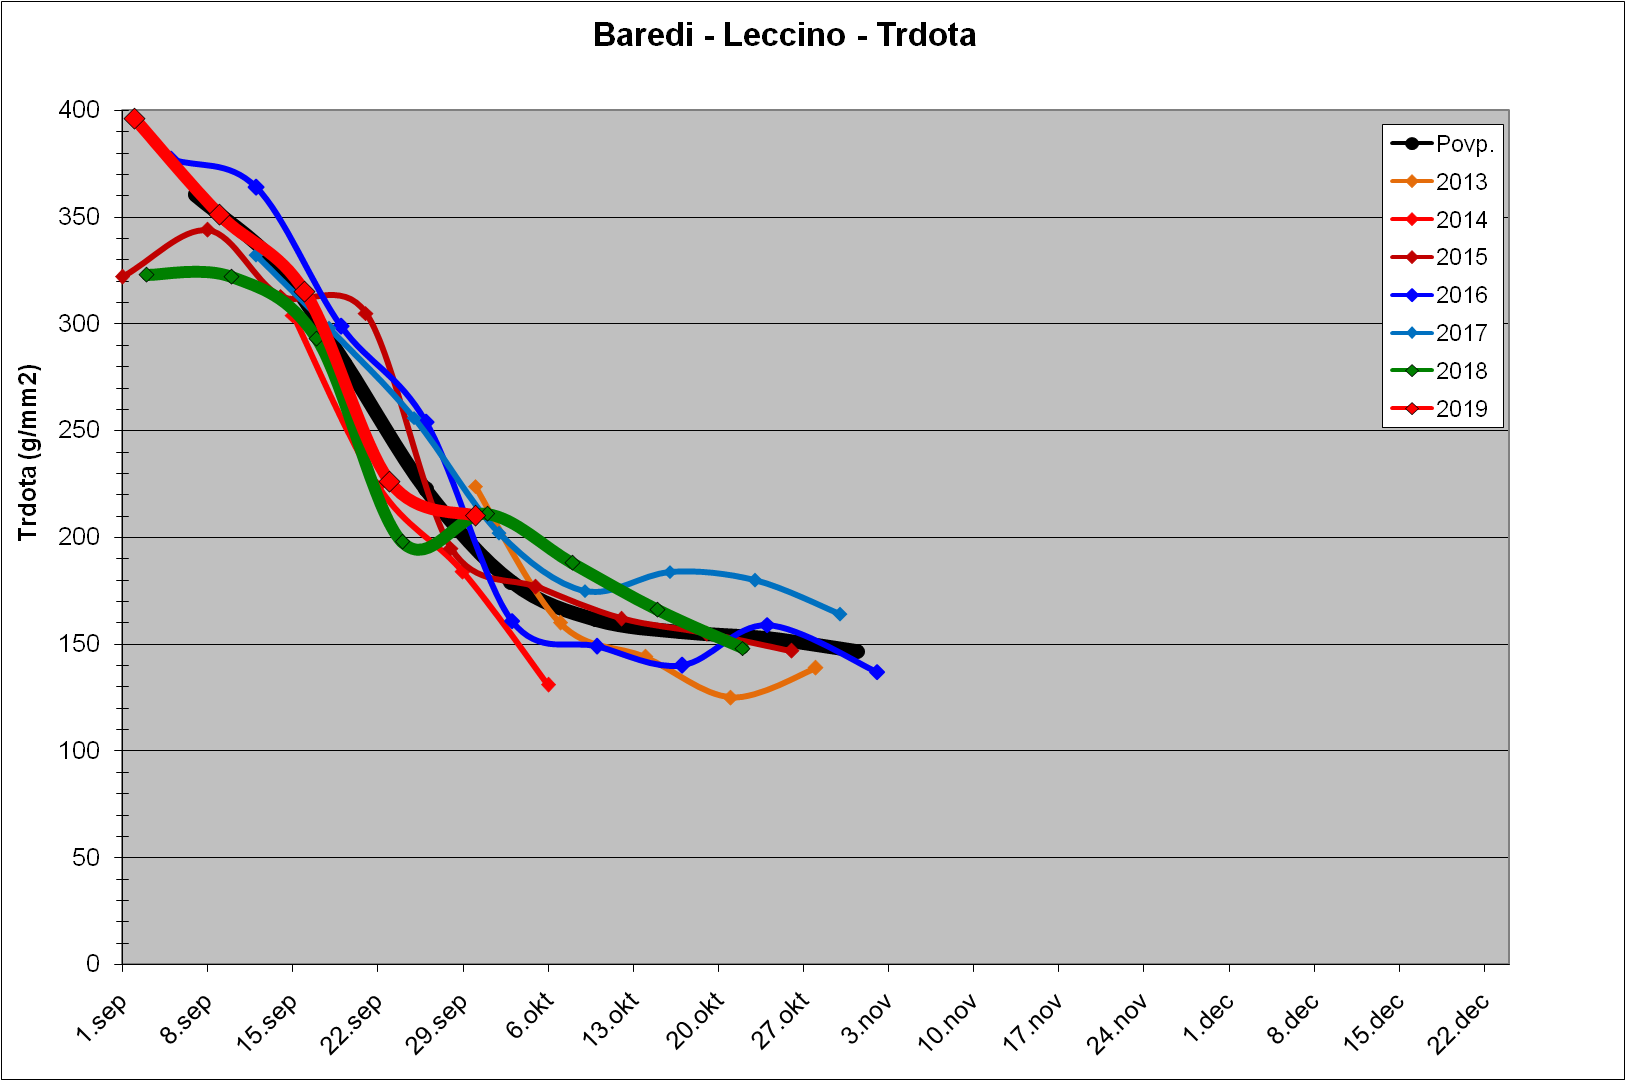 Baredi - Leccino - Trdota
Trdota (g/mm2)
400
350
300
250
200
150
100
50
0
1.sep
8.sep
15.sep
22.sep
29.sep
6.okt
13.okt
20.okt
27.okt
3.nov
10.nov
17.nov
24.nov
1.dec
8.dec
15.dec
22.dec
Povp.
2013
2014
2015
2016
2017
2018
2019